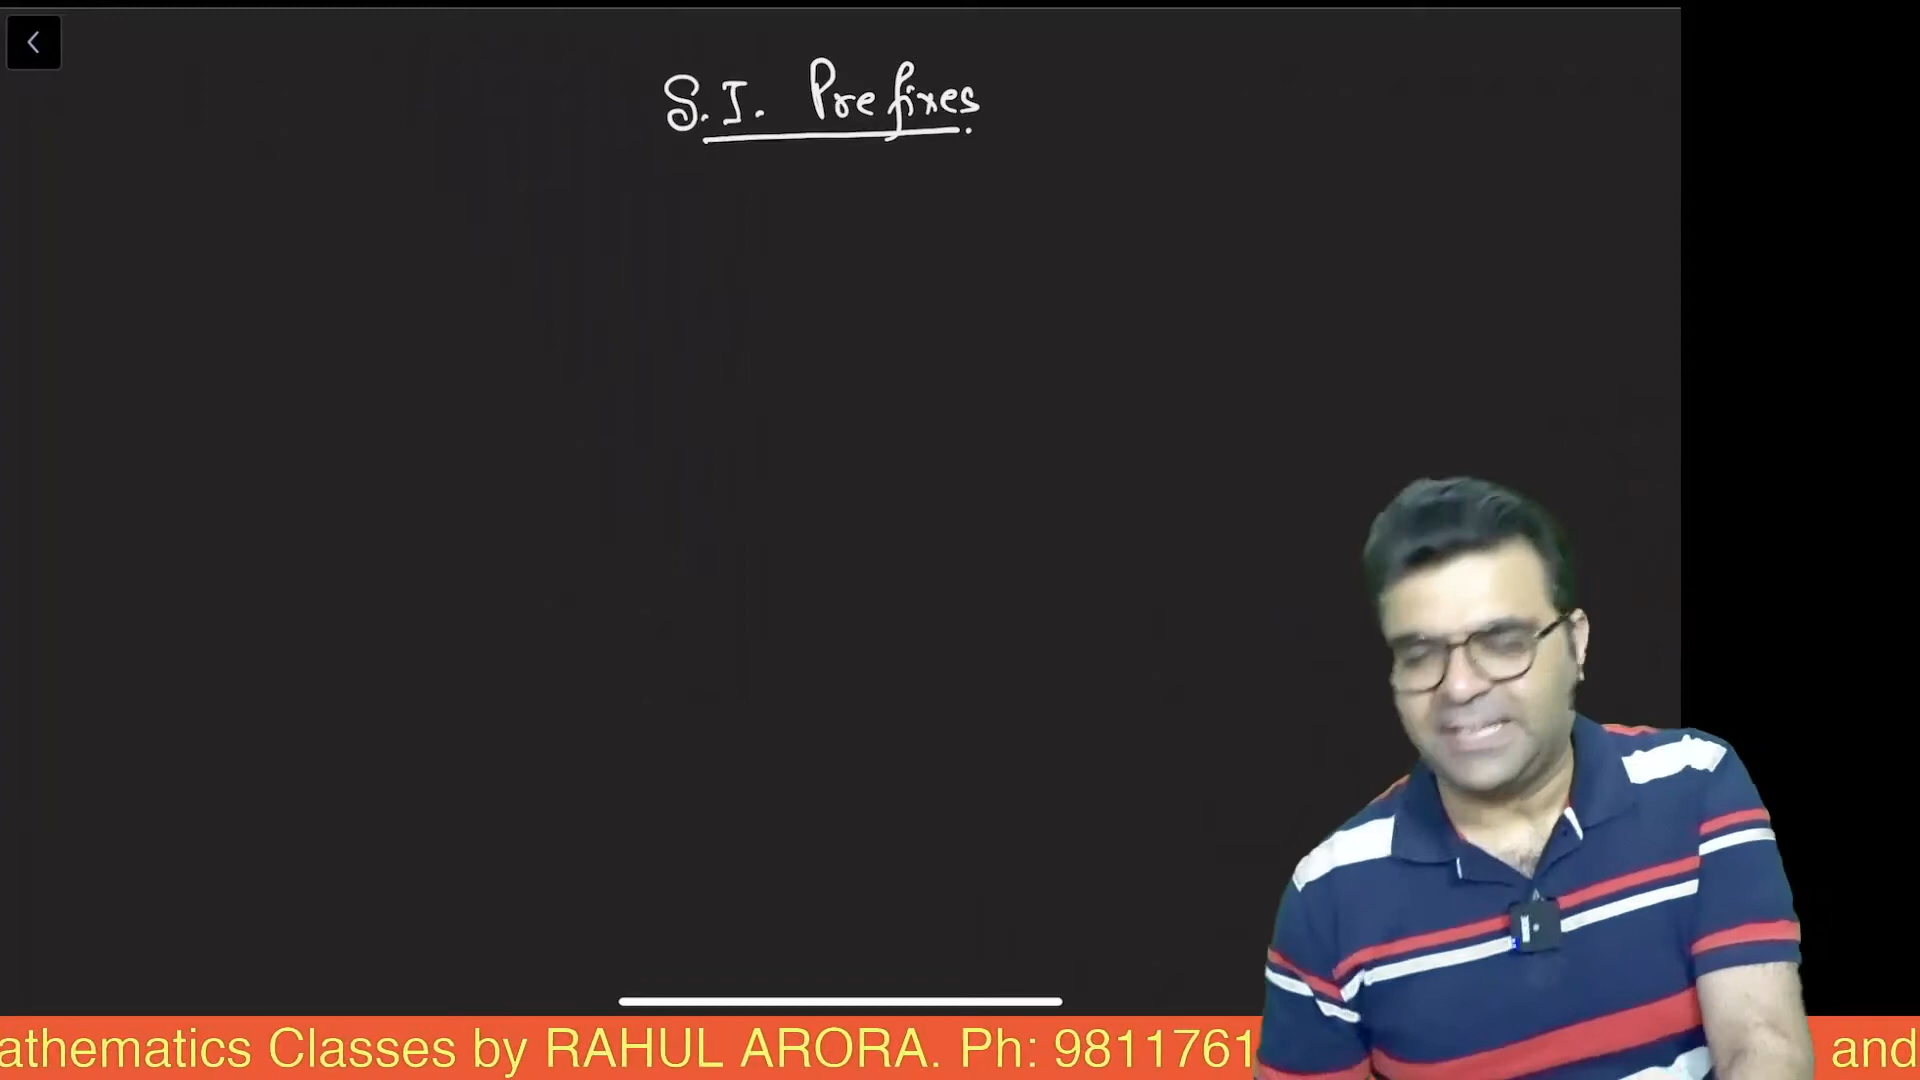 S.I. Prefixes
athematics Classes by RAHUL ARORA. Ph: 9811761 and